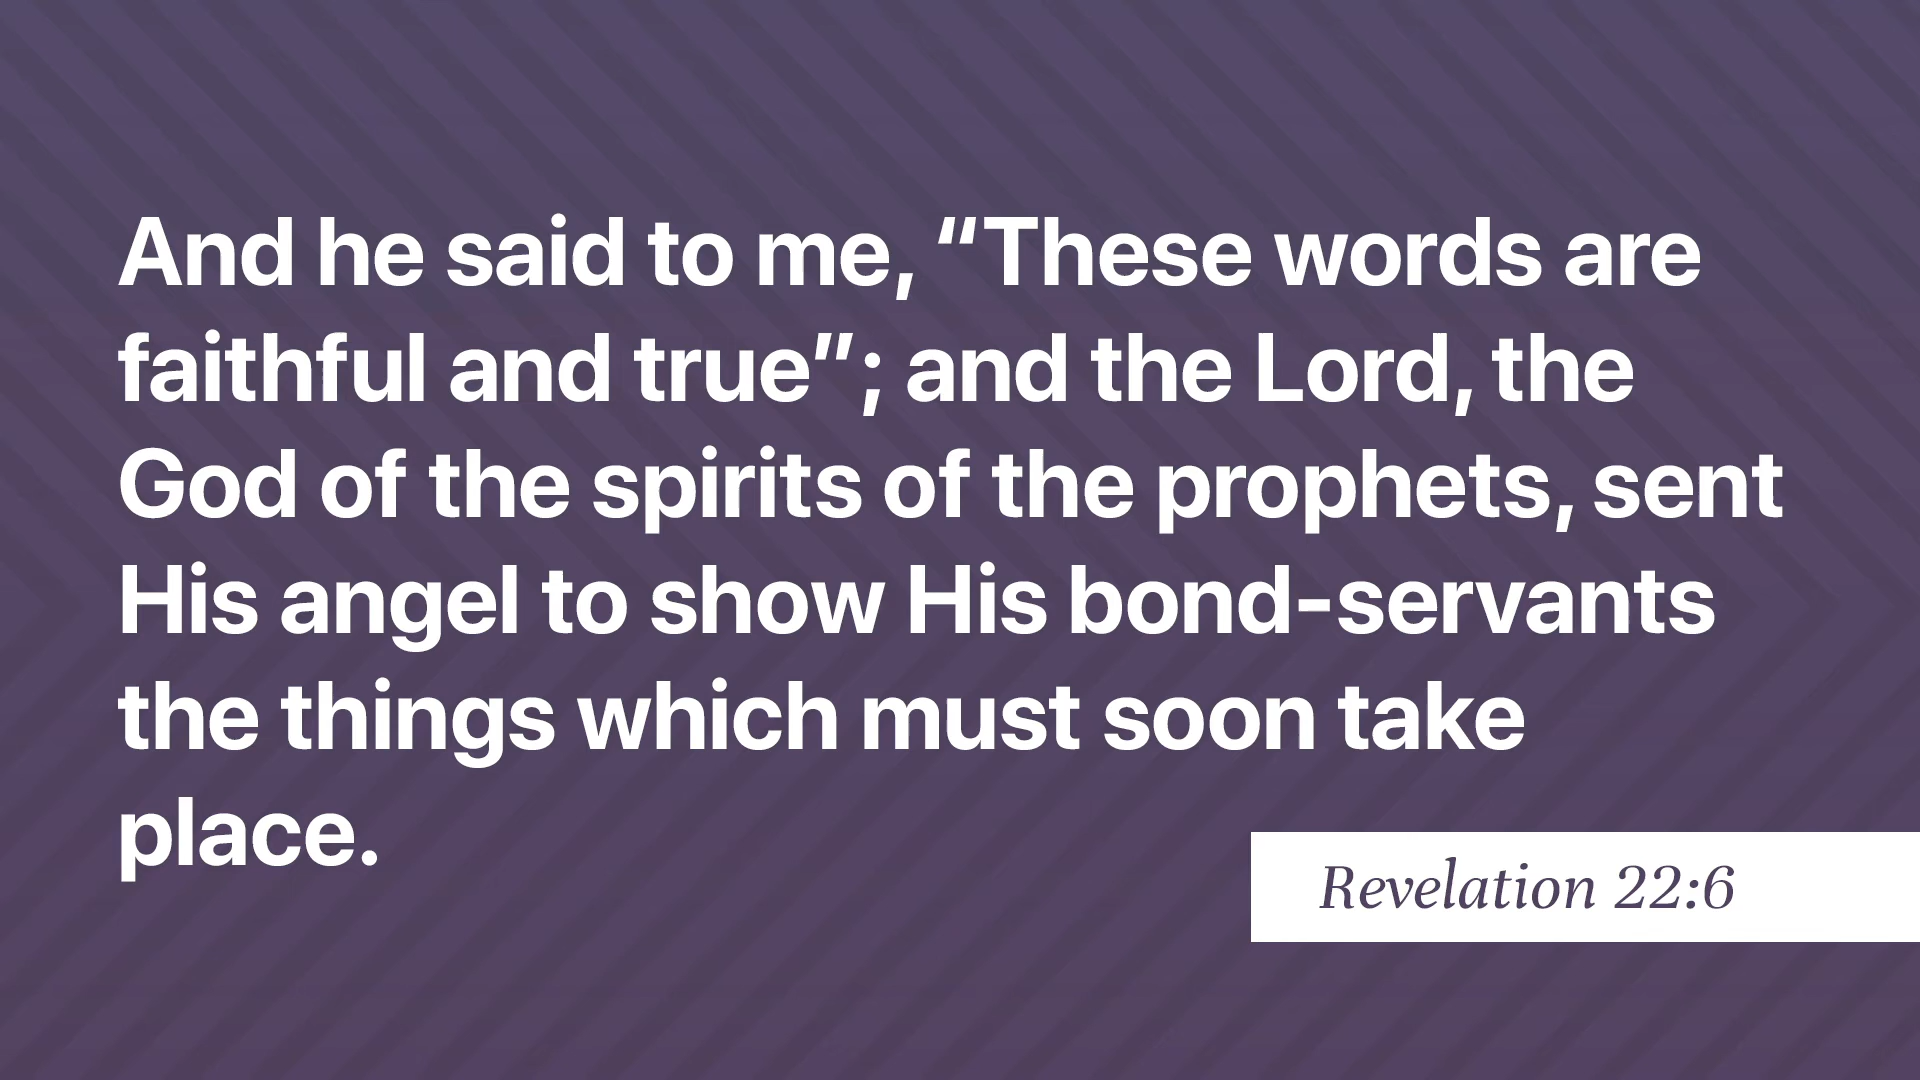 And he said to me, “These words are
faithful and true”; and the Lord, the
God of the spirits of the prophets, sent
His angel to show His bond-servants
the things which must soon take
place.
Revelation 22:6